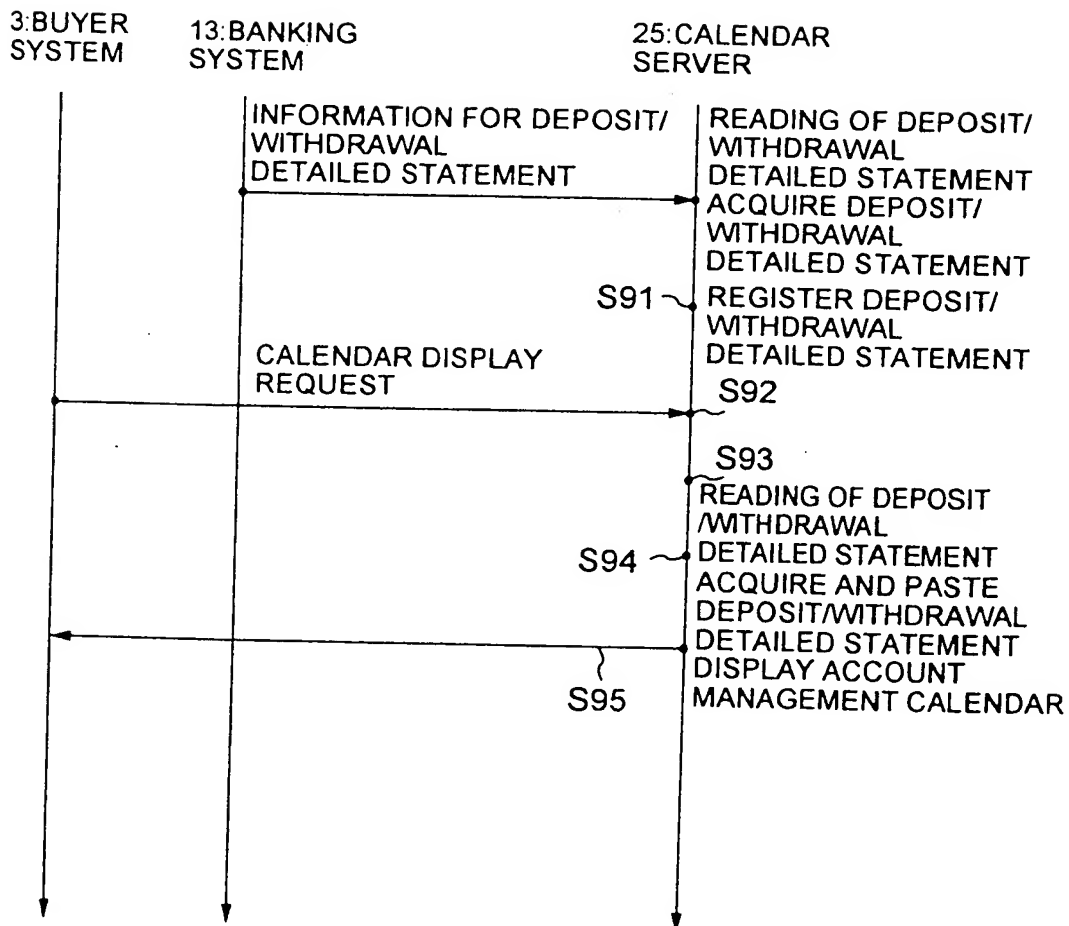 3:BUYER
SYSTEM
13:BANKING
SYSTEM
25:CALENDAR
SERVER
INFORMATION FOR DEPOSIT/
WITHDRAWAL
DETAILED STATEMENT
READING OF DEPOSIT/
WITHDRAWAL
DETAILED STATEMENT
ACQUIRE DEPOSIT/
WITHDRAWAL
DETAILED STATEMENT
S91
REGISTER DEPOSIT/
WITHDRAWAL
DETAILED STATEMENT
CALENDAR DISPLAY
REQUEST
S92
S93
READING OF DEPOSIT
/WITHDRAWAL
DETAILED STATEMENT
S94
ACQUIRE AND PASTE
DEPOSIT/WITHDRAWAL
DETAILED STATEMENT
DISPLAY ACCOUNT
MANAGEMENT CALENDAR
S95